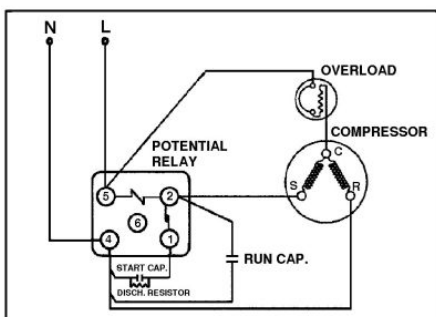 N L
OVERLOAD
COMPRESSOR
POTENTIAL
RELAY
C
S R
5 2
6
4 1
START CAP.
DISCH. RESISTOR
RUN CAP.